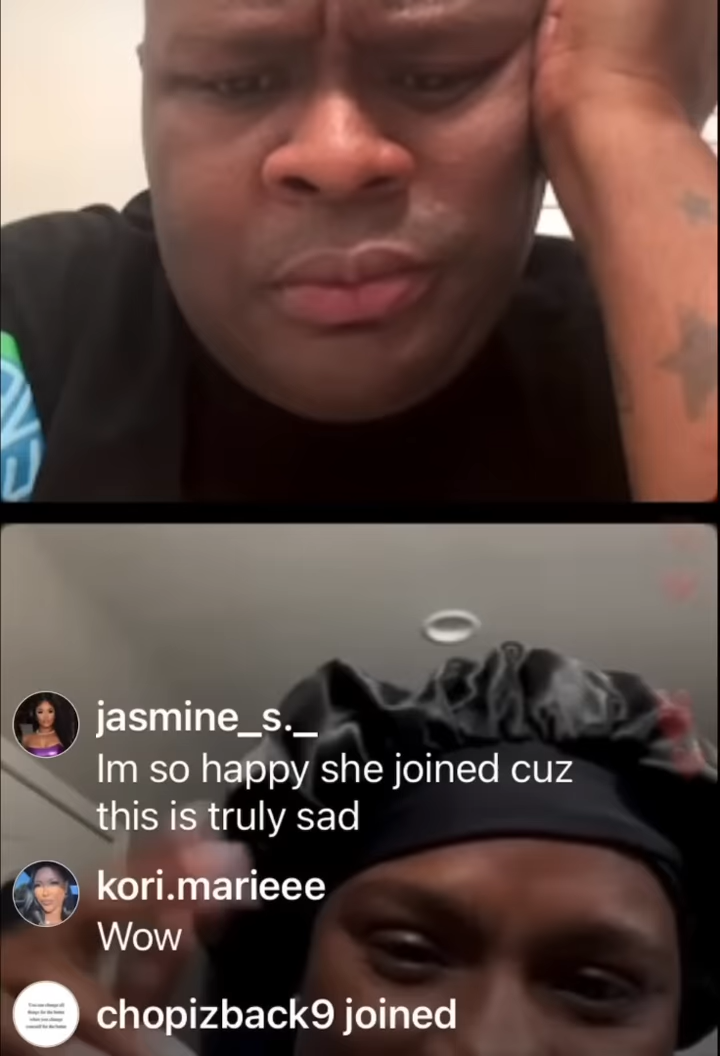 jasmine_s._
Im so happy she joined cuz
this is truly sad
kori.marieee
Wow
chopizback9 joined